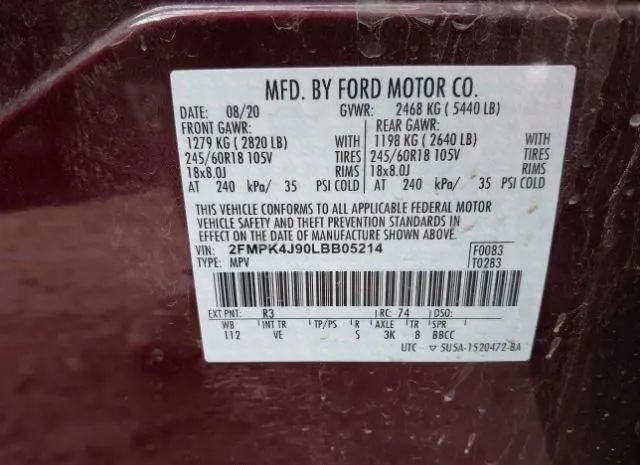 MFD. BY FORD MOTOR CO.
DATE: 08/20 GVWR: 2468 KG ( 5440 LB)
FRONT GAWR: REAR GAWR:
1279 KG ( 2820 LB) WITH 1198 KG ( 2640 LB) WITH
245/60R18 105V TIRES 245/60R18 105V TIRES
18x8.0J RIMS 18x8.0J RIMS
AT 240 kPa/ 35 PSI COLD AT 240 kPa/ 35 PSI COLD
THIS VEHICLE CONFORMS TO ALL APPLICABLE FEDERAL MOTOR
VEHICLE SAFETY AND THEFT PREVENTION STANDARDS IN
EFFECT ON THE DATE OF MANUFACTURE SHOWN ABOVE.
VIN: 2FMPK4J90LBB05214 F0083
TYPE: MPV T0283
EXT PNT: R3 RC: 74 DSO:
WB INT TR TP/PS R AXLE TR SPR
112 VE S 3K 8 BBCC
UTC ▽ 5U5A-1520472-BA